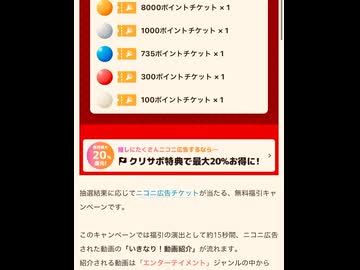 8000ポイントチケット × 1
1000ポイントチケット × 1
735ポイントチケット × 1
300ポイントチケット × 1
100ポイントチケット × 1
20%
嬉しにたくさんニコニ広告するなら…
クリサポ特典で最大20%お得に!
抽選結果に応じてニコニ広告チケットが当たる、無料福引キャ
ンペーンです。
このキャンペーンでは福引の演出として約15秒間、ニコニ広告
された動画の「いきなり!動画紹介」が流れます。
紹介される動画は「エンターテイメント」ジャンルの中から